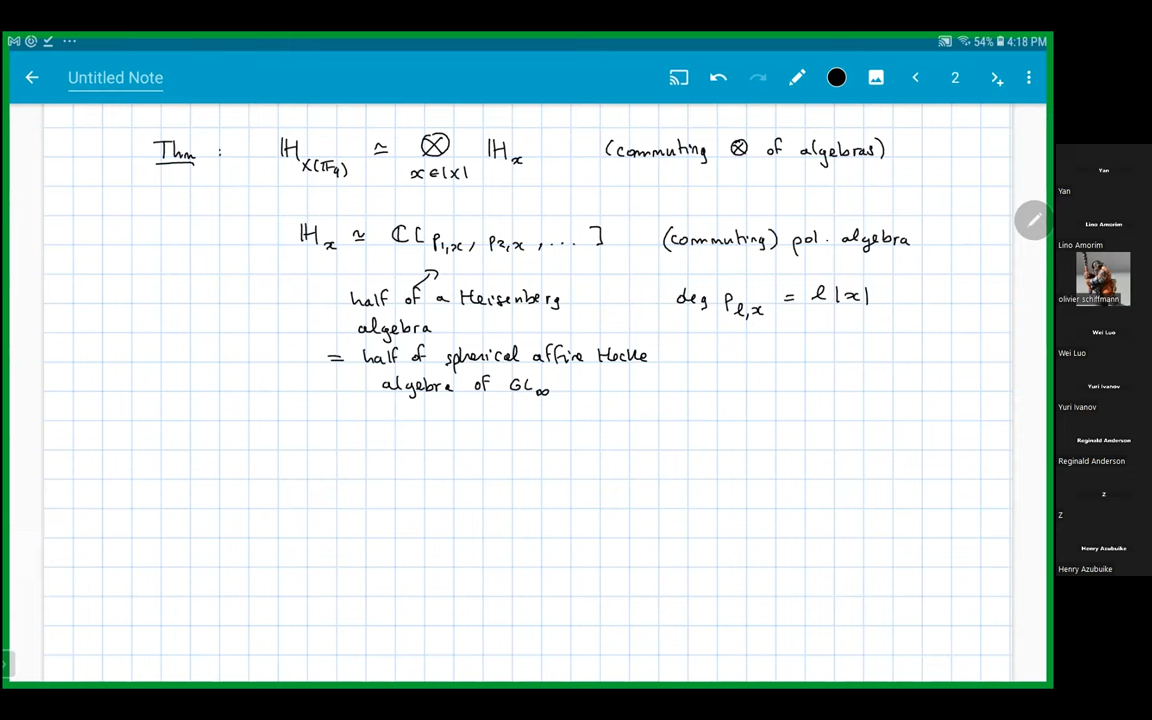 54% 4:18 PM
Untitled Note
2
Thm : ℍ_{X(𝔽_q)} ≃ ⊗_{x∈|X|} ℍ_x (commuting ⊗ of algebras)
ℍ_x ≃ ℂ[p_{1,x}, p_{2,x}, ...] (commuting) pol. algebra
half of a Heisenberg deg p_{l,x} = l|x|
algebra
= half of spherical affine Hecke
algebra of GL_∞
Yan
Yan
Lino Amorim
Lino Amorim
olivier schiffmann
Wei Luo
Wei Luo
Yuri Ivanov
Yuri Ivanov
Reginald Anderson
Reginald Anderson
Z
Z
Henry Azubuike
Henry Azubuike